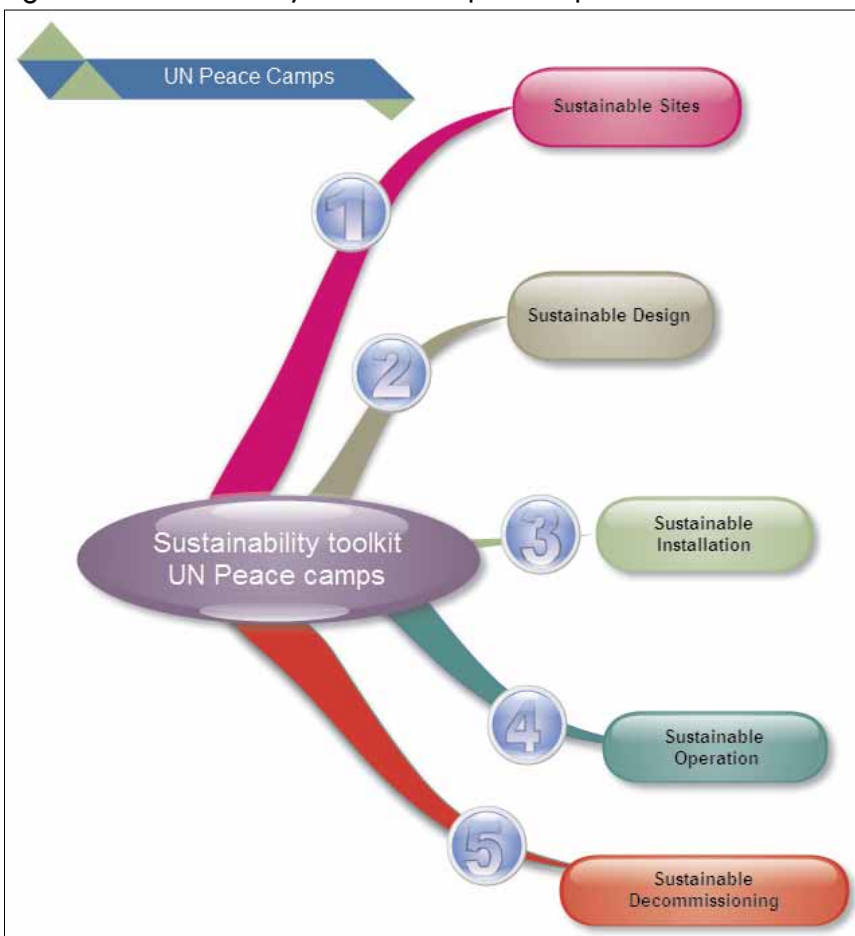 UN Peace Camps
Sustainable Sites
1
Sustainable Design
2
Sustainability toolkit
UN Peace camps
3
Sustainable
Installation
4
Sustainable
Operation
5
Sustainable
Decommissioning